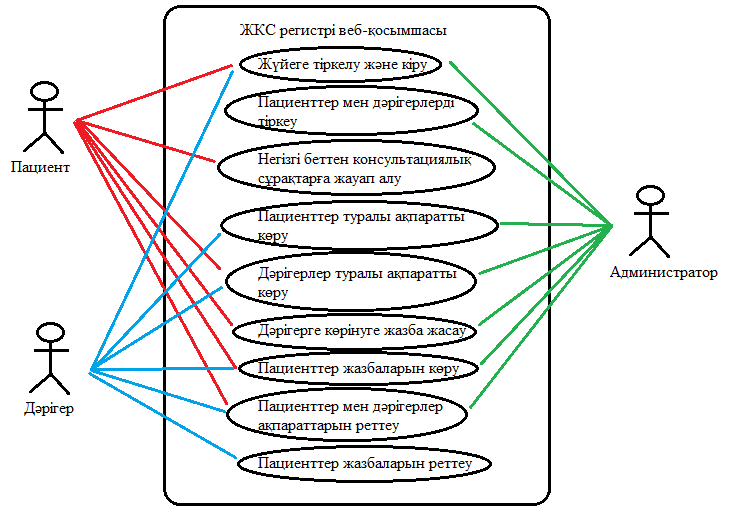 ЖКС регистрі веб-қосымшасы
Жүйеге тіркелу және кіру
Пациенттер мен дәрігерлерді
тіркеу
Пациент
Негізгі беттен консультациялық
сұрақтарға жауап алу
Пациенттер туралы ақпаратты
көру
Дәрігерлер туралы ақпаратты
көру
Администратор
Дәрігерге көрінуге жазба жасау
Пациенттер жазбаларын көру
Дәрігер
Пациенттер мен дәрігерлер
ақпараттарын реттеу
Пациенттер жазбаларын реттеу